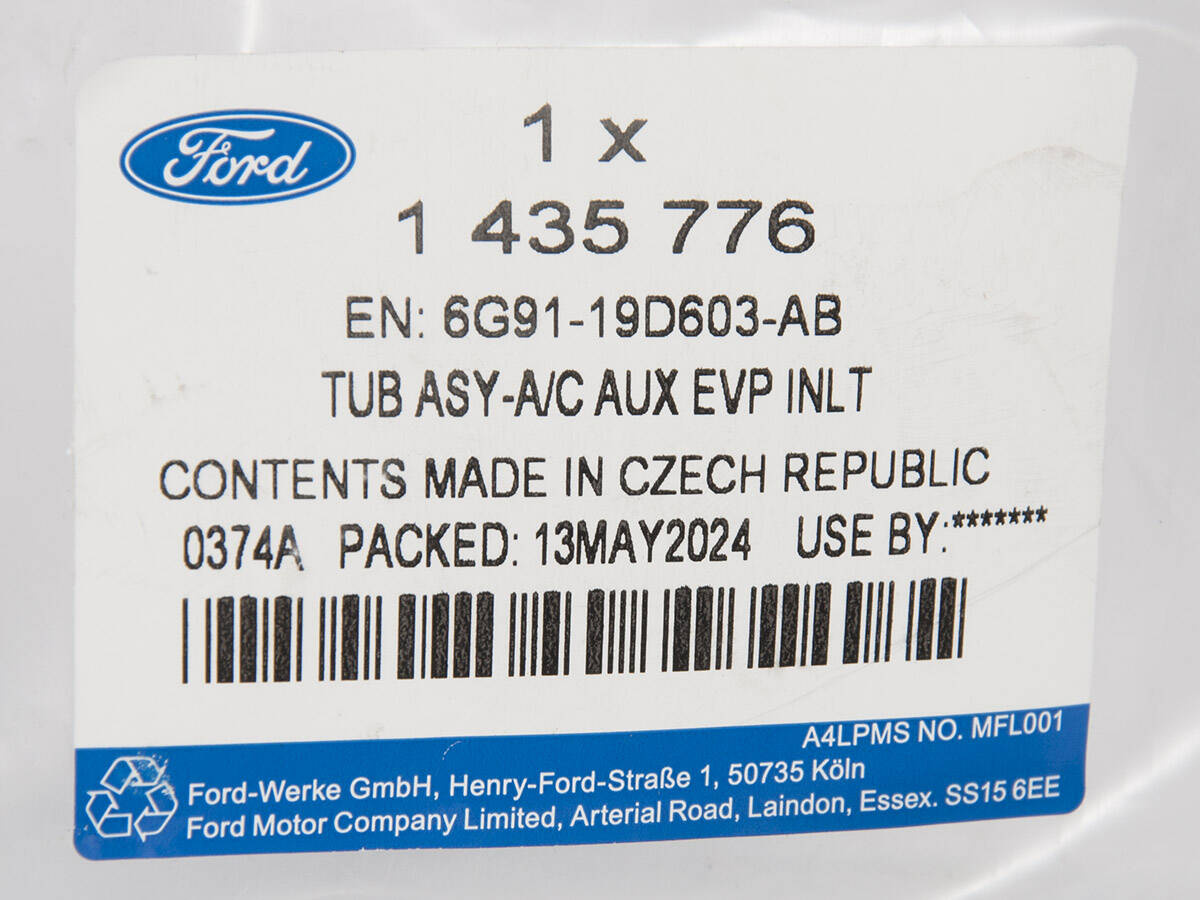 Ford
1 x
1 435 776
EN: 6G91-19D603-AB
TUB ASY-A/C AUX EVP INLT
CONTENTS MADE IN CZECH REPUBLIC
0374A PACKED: 13MAY2024 USE BY:*******
A4LPMS NO. MFL001
Ford-Werke GmbH, Henry-Ford-Straße 1, 50735 Köln
Ford Motor Company Limited, Arterial Road, Laindon, Essex. SS15 6EE